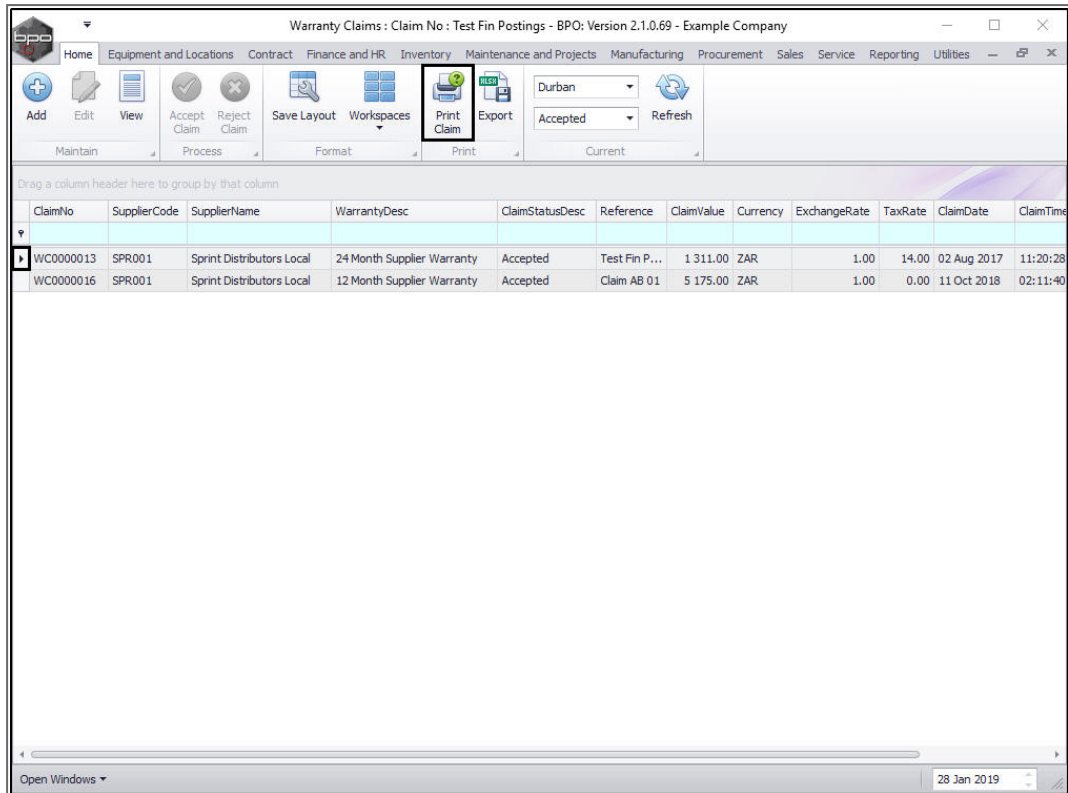 bpo
Warranty Claims : Claim No : Test Fin Postings - BPO: Version 2.1.0.69 - Example Company
Home Equipment and Locations Contract Finance and HR Inventory Maintenance and Projects Manufacturing Procurement Sales Service Reporting Utilities
Add Edit View Accept Claim Reject Claim Save Layout Workspaces Print Claim XLSX Export Durban Accepted Refresh
Maintain Process Format Print Current
Drag a column header here to group by that column
ClaimNo SupplierCode SupplierName WarrantyDesc ClaimStatusDesc Reference ClaimValue Currency ExchangeRate TaxRate ClaimDate ClaimTime
WC0000013 SPR001 Sprint Distributors Local 24 Month Supplier Warranty Accepted Test Fin P... 1 311.00 ZAR 1.00 14.00 02 Aug 2017 11:20:28
WC0000016 SPR001 Sprint Distributors Local 12 Month Supplier Warranty Accepted Claim AB 01 5 175.00 ZAR 1.00 0.00 11 Oct 2018 02:11:40
Open Windows 28 Jan 2019